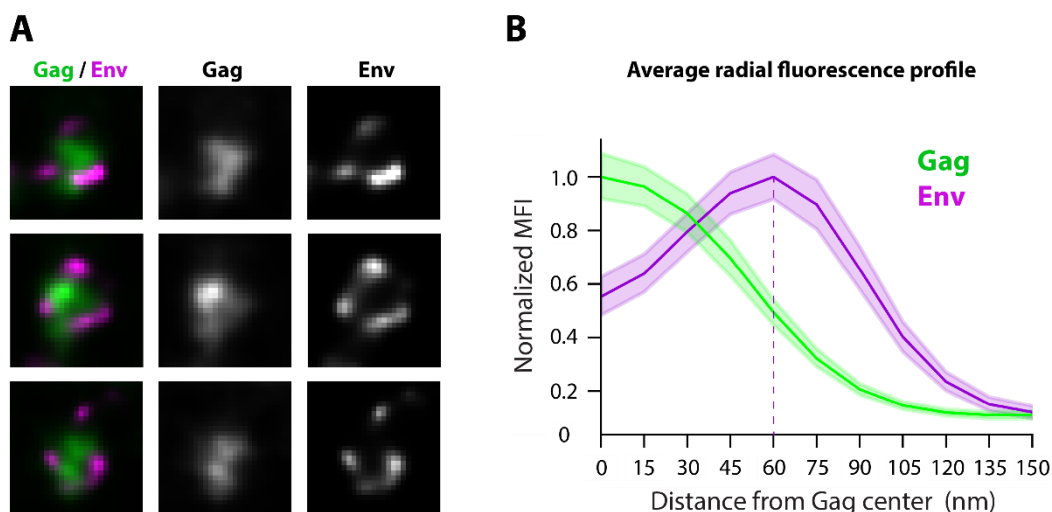 A
Gag / Env
Gag
Env
B
Average radial fluorescence profile
Gag
Env
Normalized MFI
1.0
0.8
0.6
0.4
0.2
0
0 15 30 45 60 75 90 105 120 135 150
Distance from Gag center (nm)